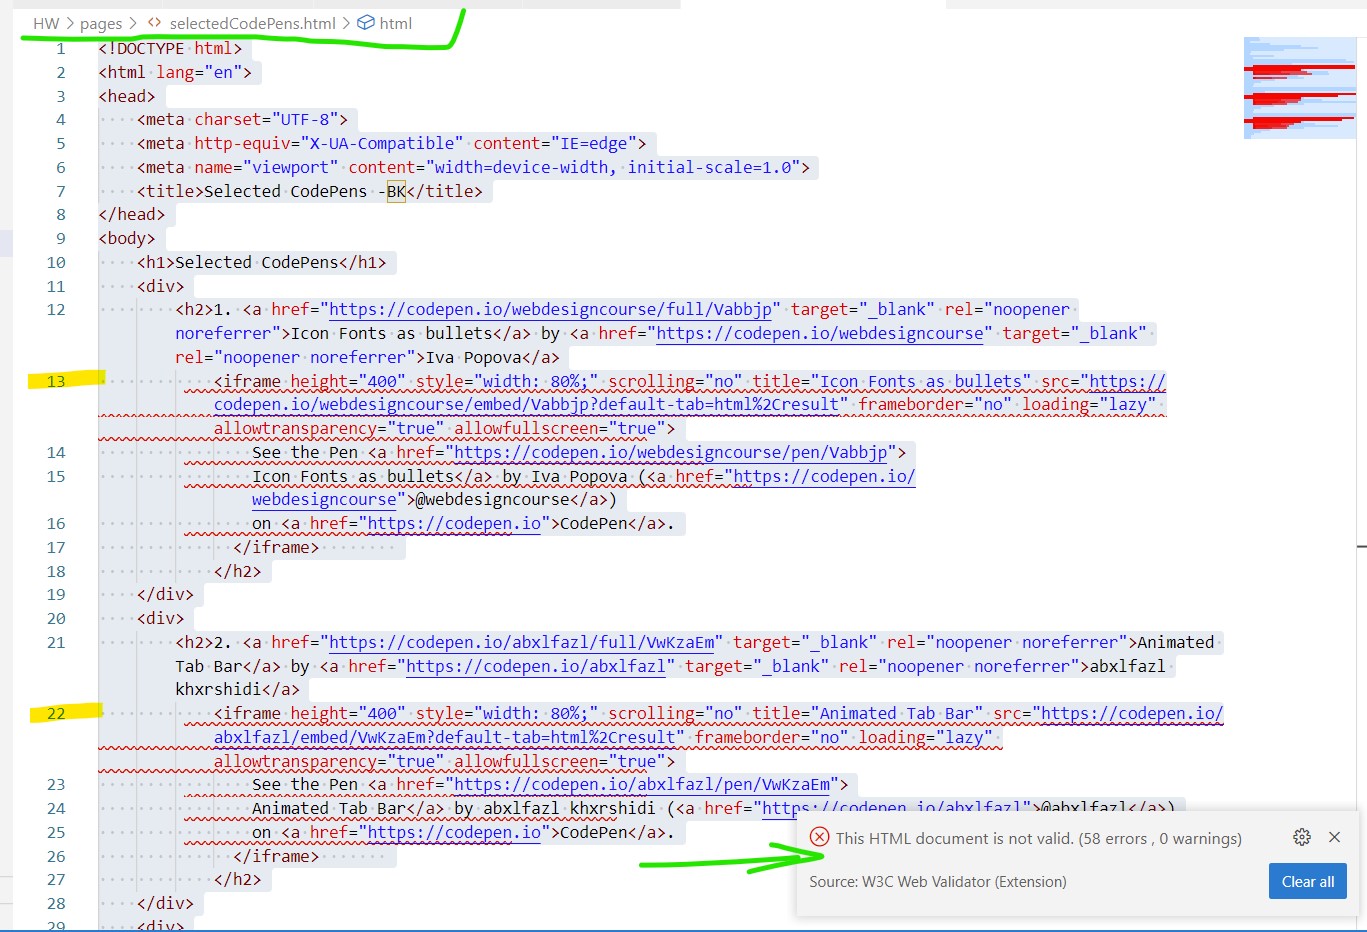 HW > pages > <> selectedCodePens.html > html
1 <!DOCTYPE html>
2 <html lang="en">
3 <head>
4 <meta charset="UTF-8">
5 <meta http-equiv="X-UA-Compatible" content="IE=edge">
6 <meta name="viewport" content="width=device-width, initial-scale=1.0">
7 <title>Selected CodePens -BK</title>
8 </head>
9 <body>
10 <h1>Selected CodePens</h1>
11 <div>
12 <h2>1. <a href="https://codepen.io/webdesigncourse/full/Vabbjp" target="_blank" rel="noopener
noreferrer">Icon Fonts as bullets</a> by <a href="https://codepen.io/webdesigncourse" target="_blank"
rel="noopener noreferrer">Iva Popova</a>
13 <iframe height="400" style="width: 80%;" scrolling="no" title="Icon Fonts as bullets" src="https://
codepen.io/webdesigncourse/embed/Vabbjp?default-tab=html%2Cresult" frameborder="no" loading="lazy"
allowtransparency="true" allowfullscreen="true">
14 See the Pen <a href="https://codepen.io/webdesigncourse/pen/Vabbjp">
15 Icon Fonts as bullets</a> by Iva Popova (<a href="https://codepen.io/
webdesigncourse">@webdesigncourse</a>)
16 on <a href="https://codepen.io">CodePen</a>.
17 </iframe>
18 </h2>
19 </div>
20 <div>
21 <h2>2. <a href="https://codepen.io/abxlfazl/full/VwKzaEm" target="_blank" rel="noopener noreferrer">Animated
Tab Bar</a> by <a href="https://codepen.io/abxlfazl" target="_blank" rel="noopener noreferrer">abxlfazl
khxrshidi</a>
22 <iframe height="400" style="width: 80%;" scrolling="no" title="Animated Tab Bar" src="https://codepen.io/
abxlfazl/embed/VwKzaEm?default-tab=html%2Cresult" frameborder="no" loading="lazy"
allowtransparency="true" allowfullscreen="true">
23 See the Pen <a href="https://codepen.io/abxlfazl/pen/VwKzaEm">
24 Animated Tab Bar</a> by abxlfazl khxrshidi (<a href="https://codepen.io/abxlfazl">@abxlfazl</a>)
25 on <a href="https://codepen.io">CodePen</a>.
26 </iframe>
27 </h2>
28 </div>
29 <div>
This HTML document is not valid. (58 errors , 0 warnings)
Source: W3C Web Validator (Extension)
Clear all